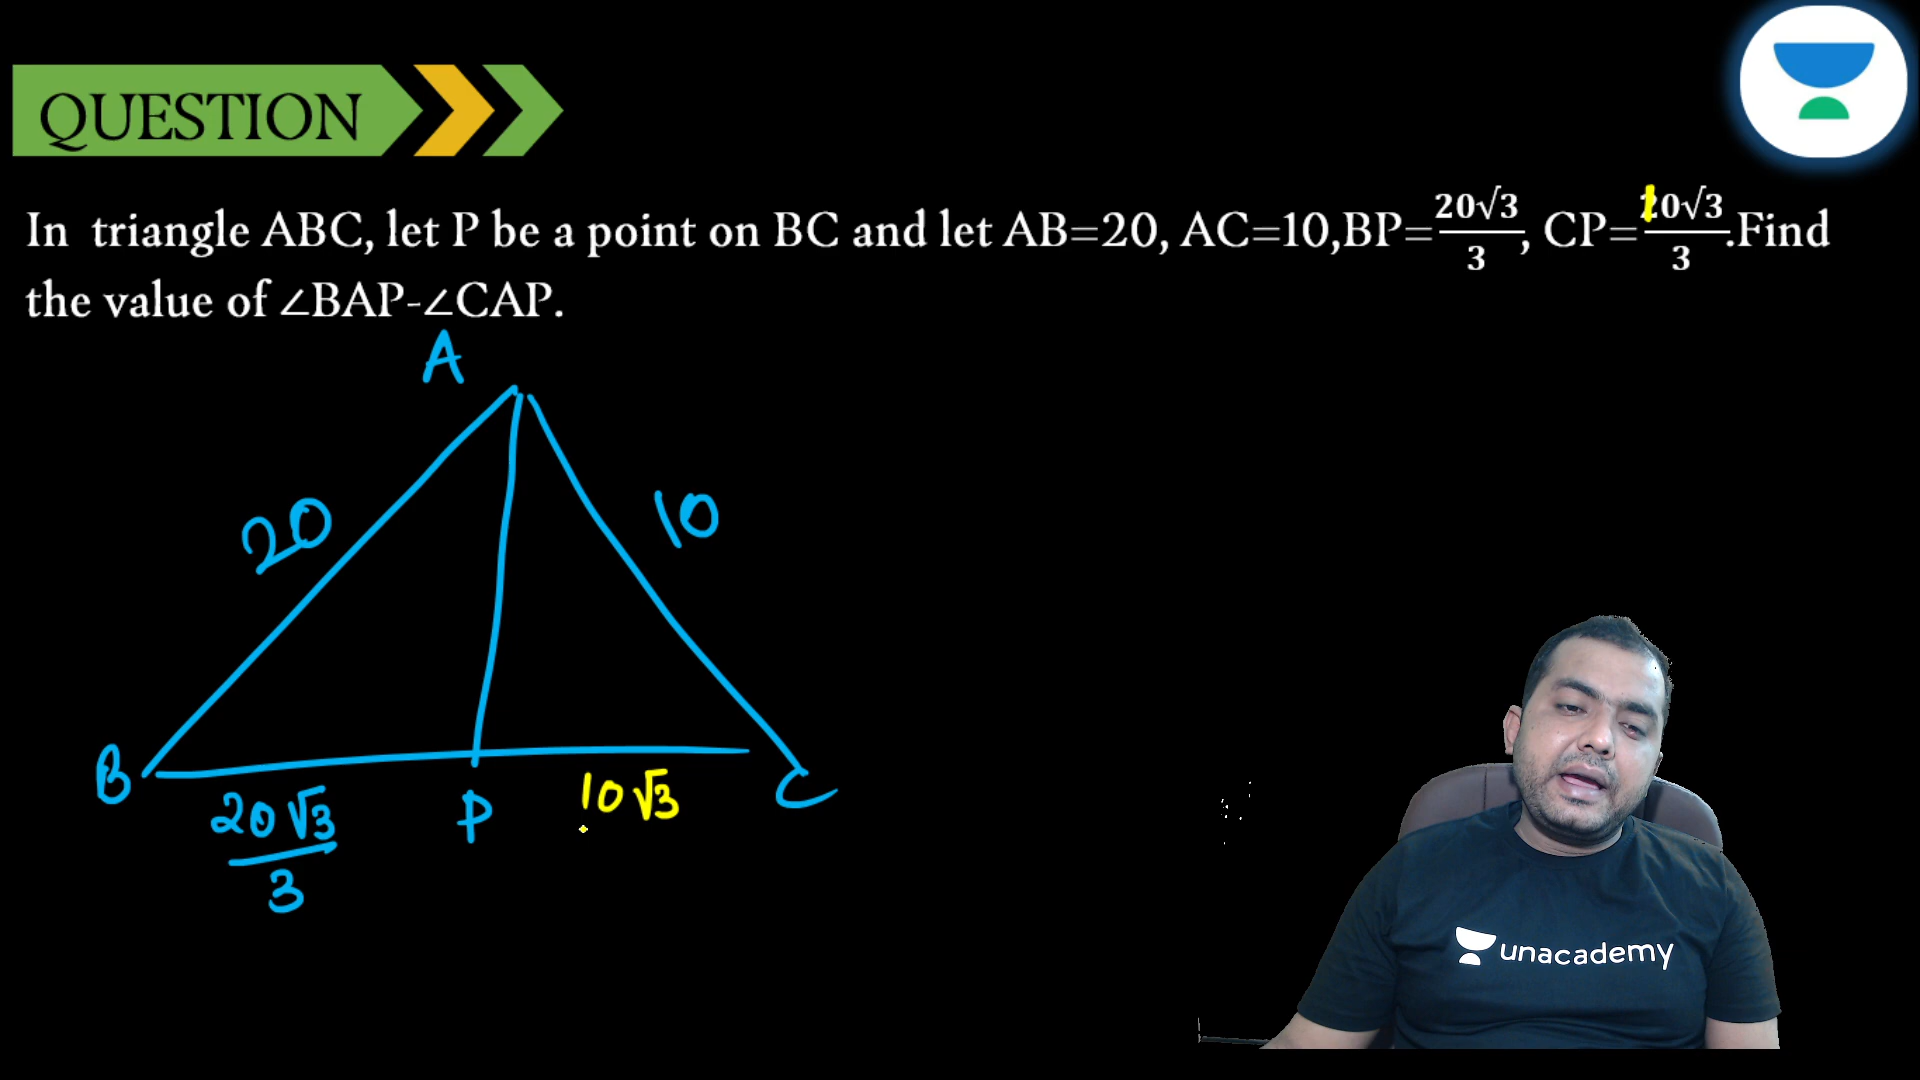 QUESTION
In triangle ABC, let P be a point on BC and let AB=20, AC=10,BP=20√3/3, CP=10√3/3.Find
the value of ∠BAP-∠CAP.
A
20
10
B
20√3/3
P
10√3
C
unacademy